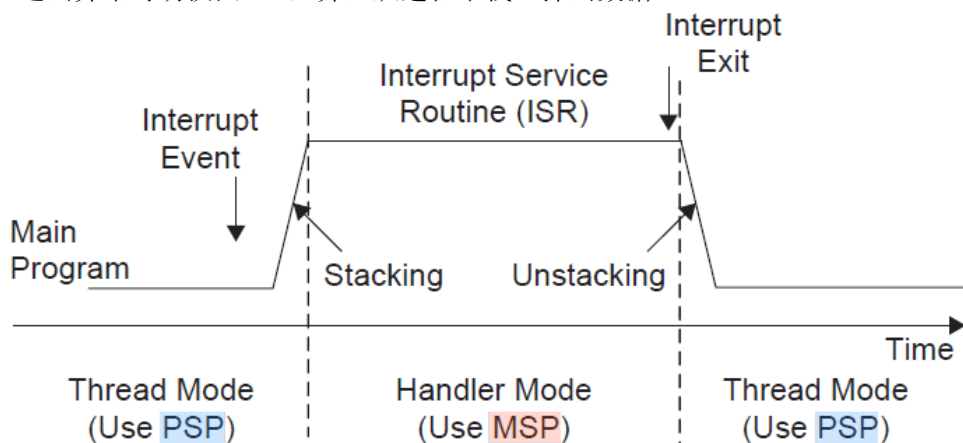 Interrupt
Exit
Interrupt Service
Routine (ISR)
Interrupt
Event
Main
Program
Stacking
Unstacking
Time
Thread Mode
(Use PSP)
Handler Mode
(Use MSP)
Thread Mode
(Use PSP)